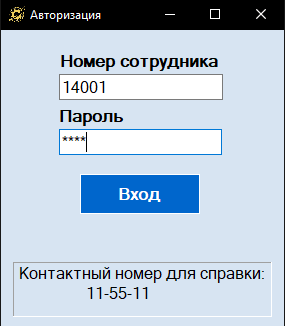 Авторизация
Номер сотрудника
14001
Пароль
****
Вход
Контактный номер для справки:
11-55-11